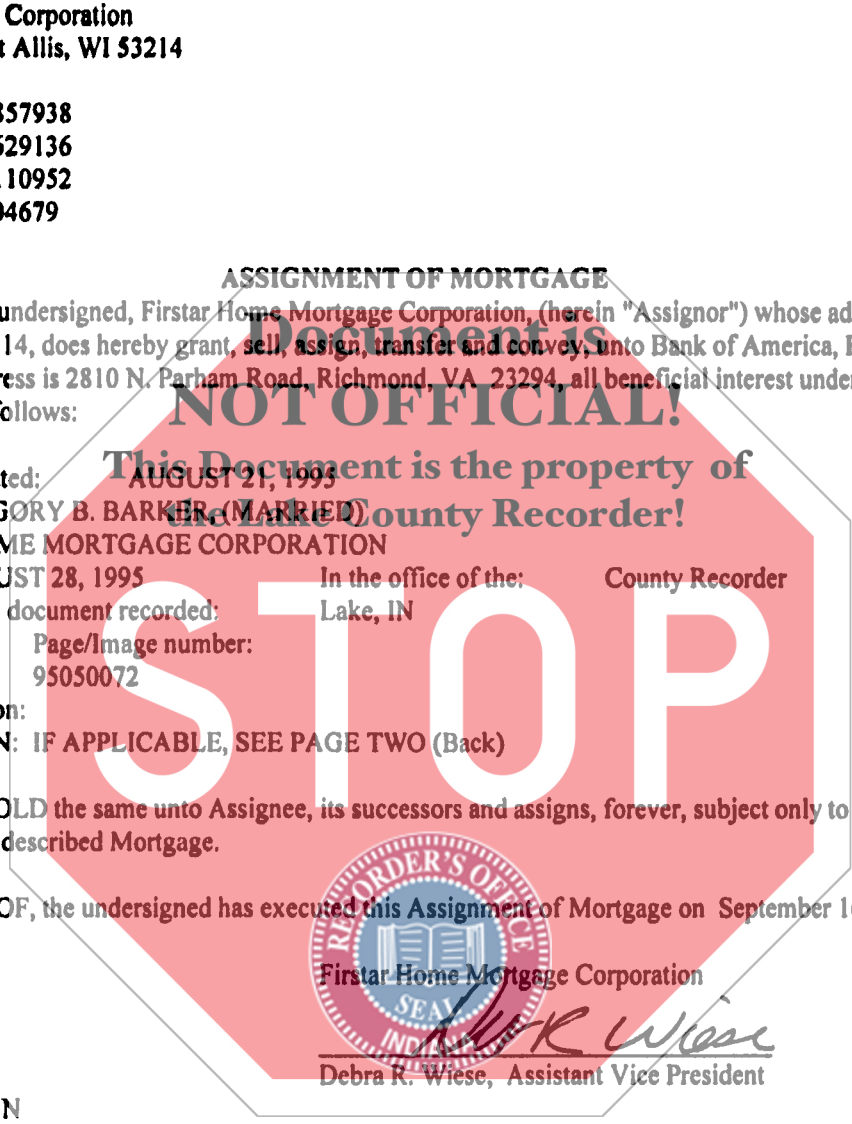 Corporation
t Allis, WI 53214
357938
529136
10952
04679
ASSIGNMENT OF MORTGAGE
undersigned, Firstar Home Mortgage Corporation, (herein "Assignor") whose ad
14, does hereby grant, sell, assign, transfer and convey, unto Bank of America, F
ress is 2810 N. Parham Road, Richmond, VA 23294, all beneficial interest under
follows:
Document is
NOT OFFICIAL!
This Document is the property of
the Lake County Recorder!
ted: AUGUST 21, 1995
GORY B. BARKER, (MARRIED)
ME MORTGAGE CORPORATION
UST 28, 1995 In the office of the: County Recorder
document recorded: Lake, IN
Page/Image number:
95050072
on:
N: IF APPLICABLE, SEE PAGE TWO (Back)
STOP
OLD the same unto Assignee, its successors and assigns, forever, subject only to
described Mortgage.
OF, the undersigned has executed this Assignment of Mortgage on September 1
Firstar Home Mortgage Corporation
RECORDER'S OFFICE
SEAL
INDIANA
Debra R. Wiese, Assistant Vice President
N